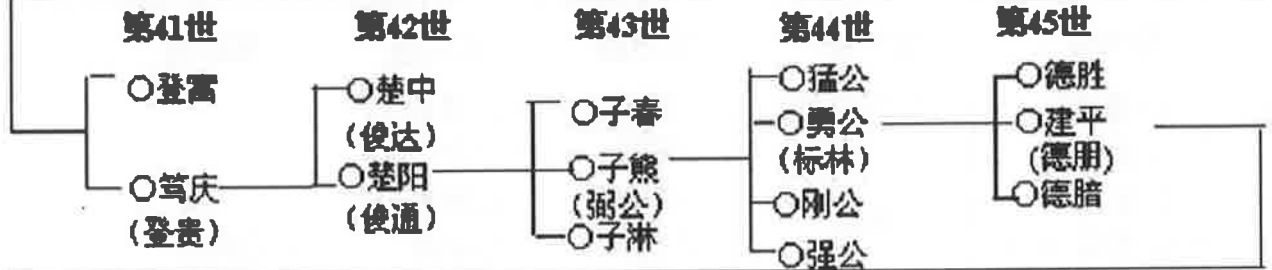 第41世 第42世 第43世 第44世 第45世
○登富 ○楚中 ○子春 ○猛公 ○德胜
(俊达) ○勇公 ○建平
○笃庆 ○楚阳 ○子熊 (标林) (德朋)
(登贵) (俊通) (弼公) ○刚公 ○德腊
○子淋 ○强公